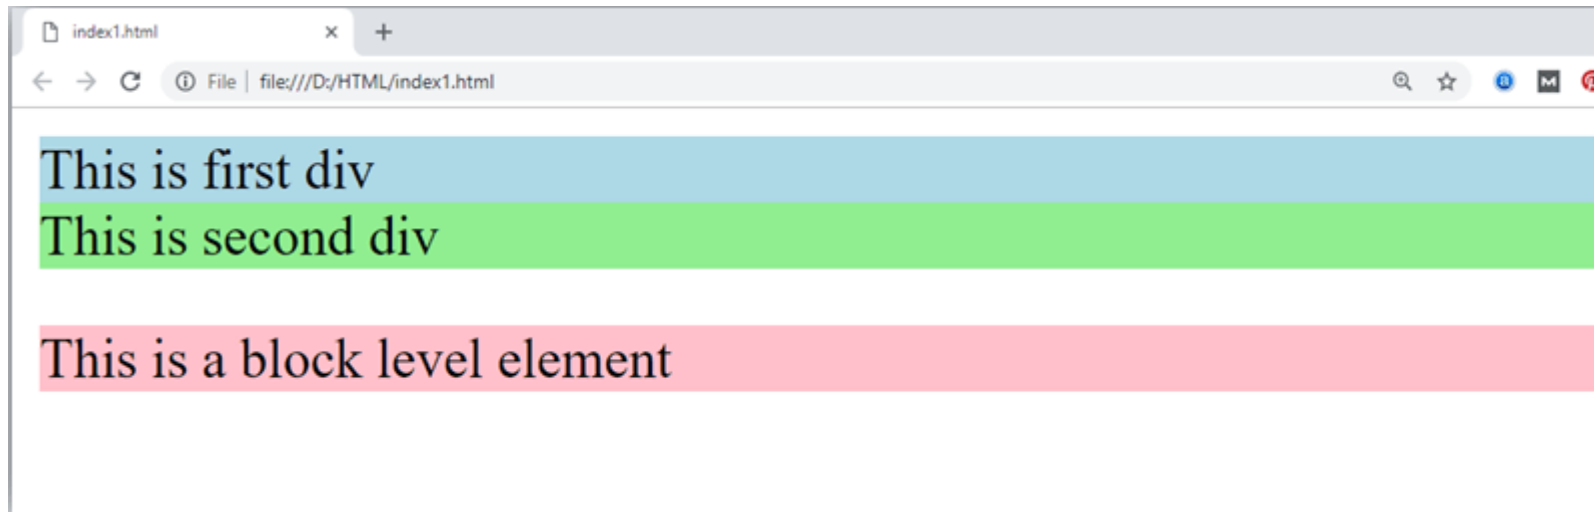 index1.html
File file:///D:/HTML/index1.html
This is first div
This is second div
This is a block level element